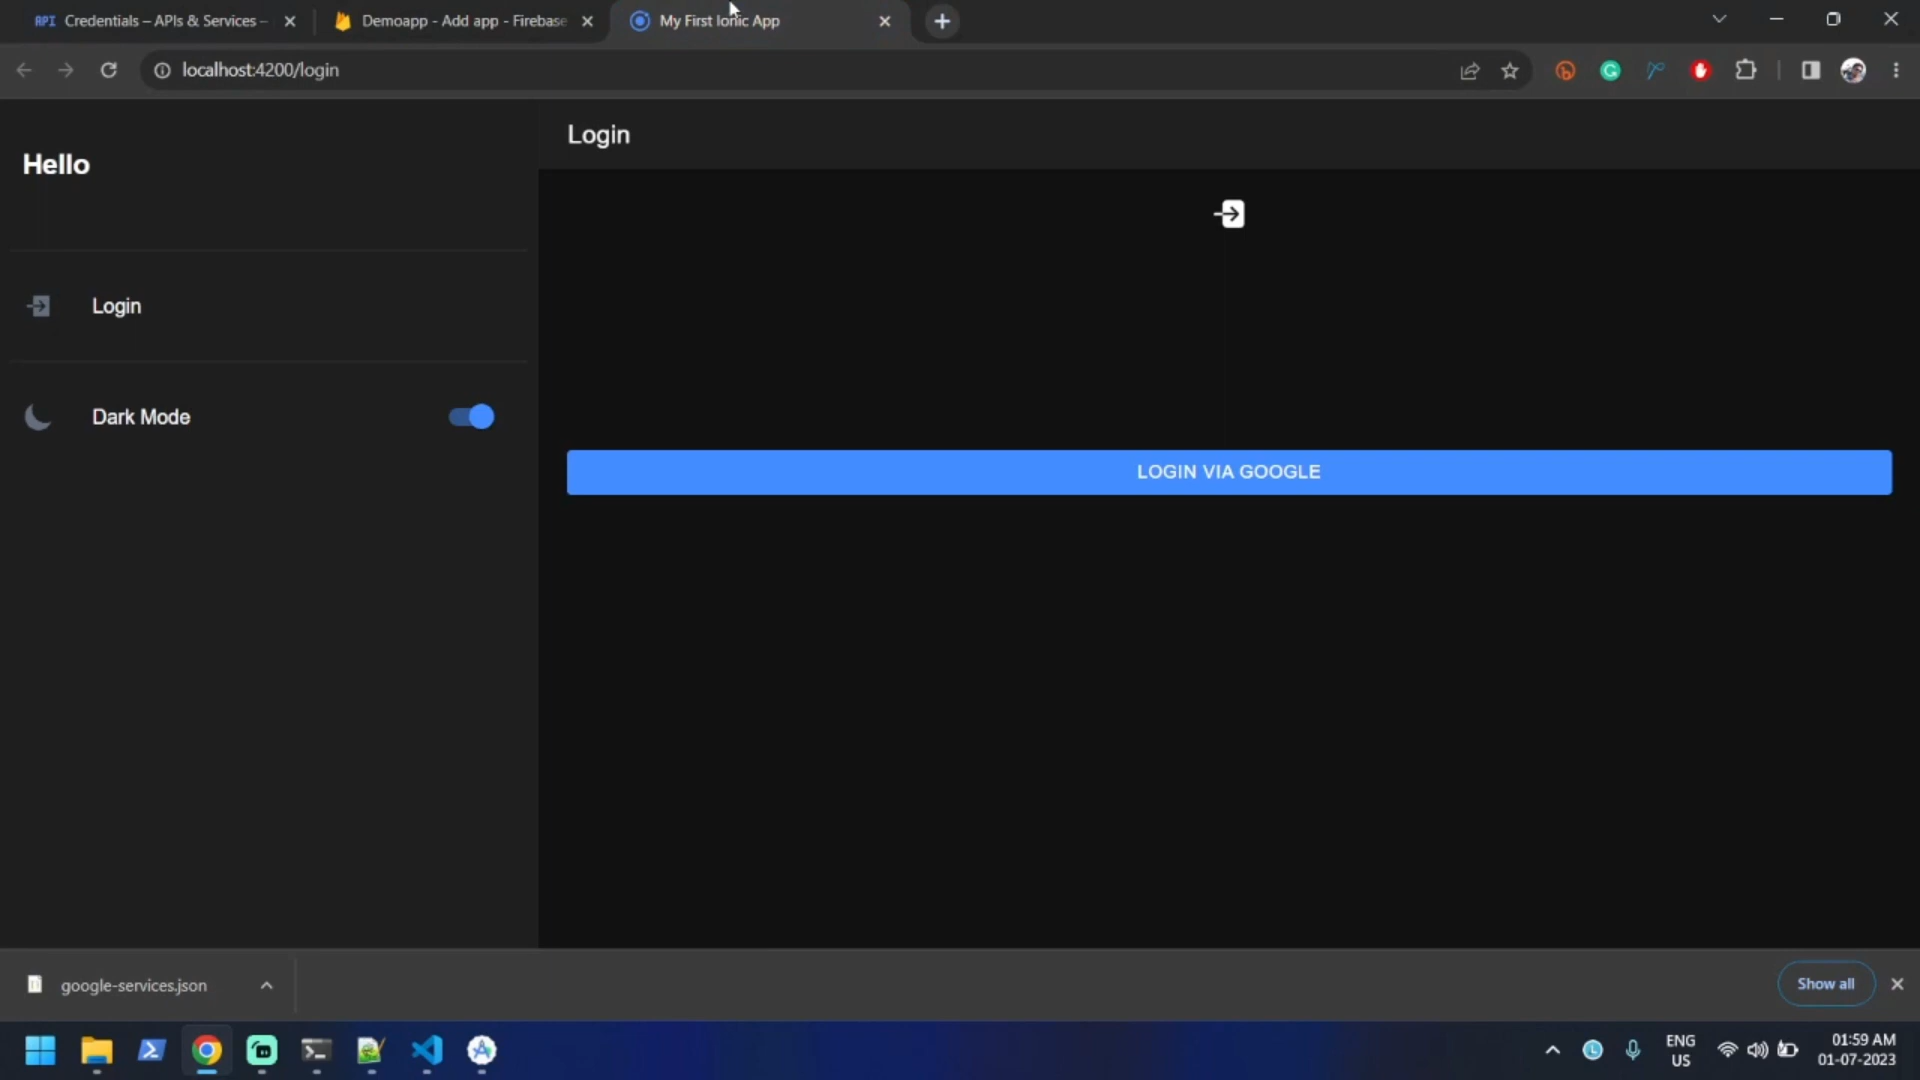 API Credentials – APIs & Services –
Demoapp - Add app - Firebase
My First Ionic App
localhost:4200/login
Hello
Login
Dark Mode
Login
LOGIN VIA GOOGLE
google-services.json
Show all
ENG
US
01:59 AM
01-07-2023